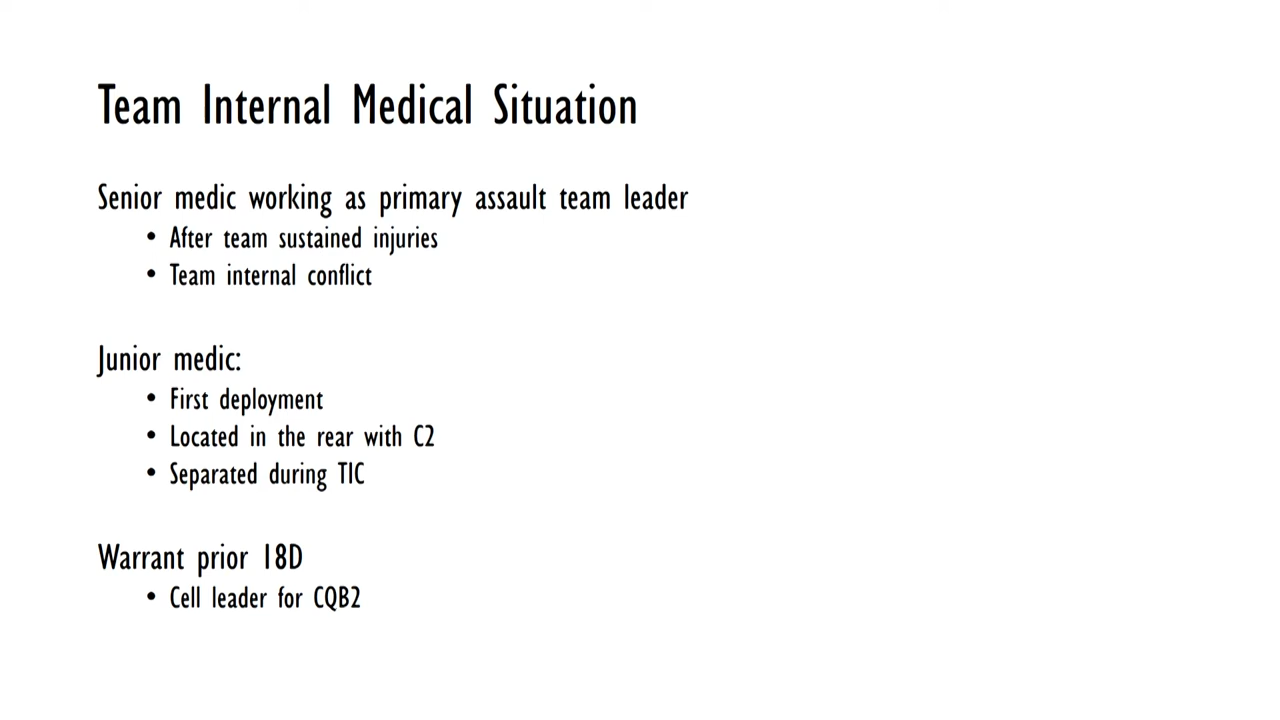 Team Internal Medical Situation
Senior medic working as primary assault team leader
• After team sustained injuries
• Team internal conflict
Junior medic:
• First deployment
• Located in the rear with C2
• Separated during TIC
Warrant prior 18D
• Cell leader for CQB2